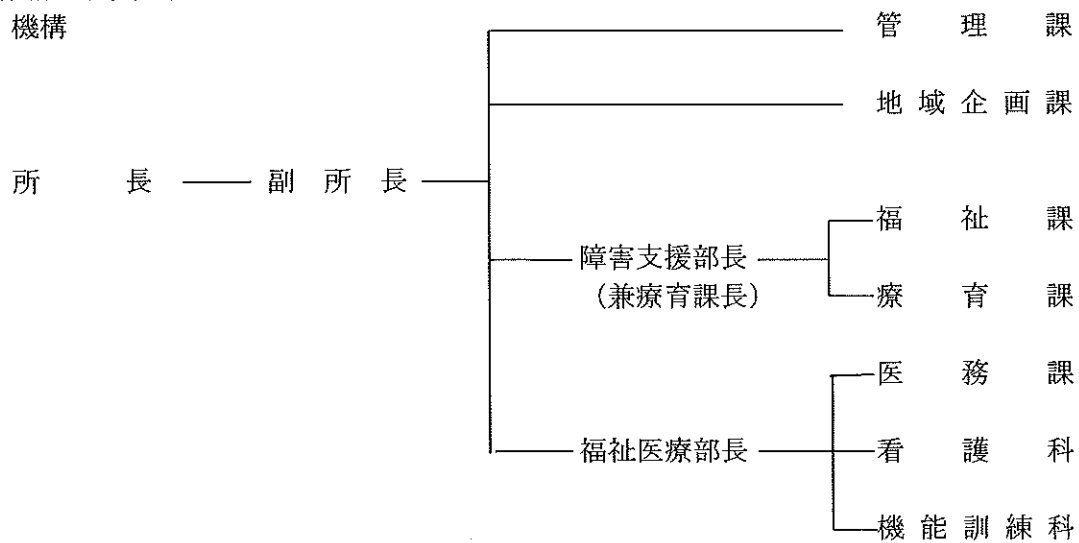 機構
管理課
地域企画課
所長 副所長
福祉課
障害支援部長
(兼療育課長)
療育課
医務課
福祉医療部長 看護科
機能訓練科